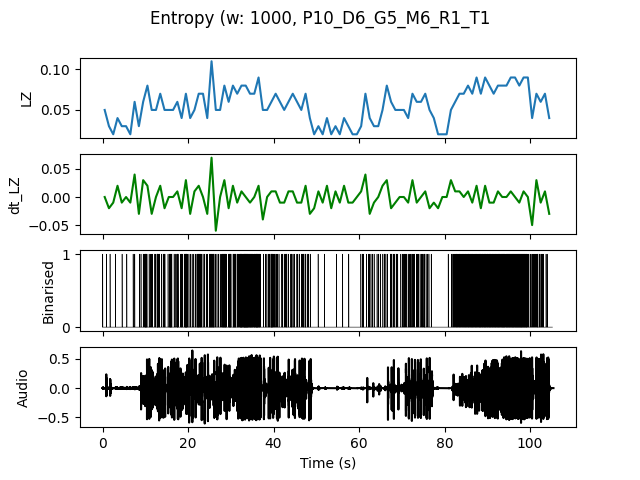 Entropy (w: 1000, P10_D6_G5_M6_R1_T1
0.10
0.05
LZ
0.05
0.00
−0.05
dt_LZ
1
0
Binarised
0.5
0.0
−0.5
Audio
0 20 40 60 80 100
Time (s)